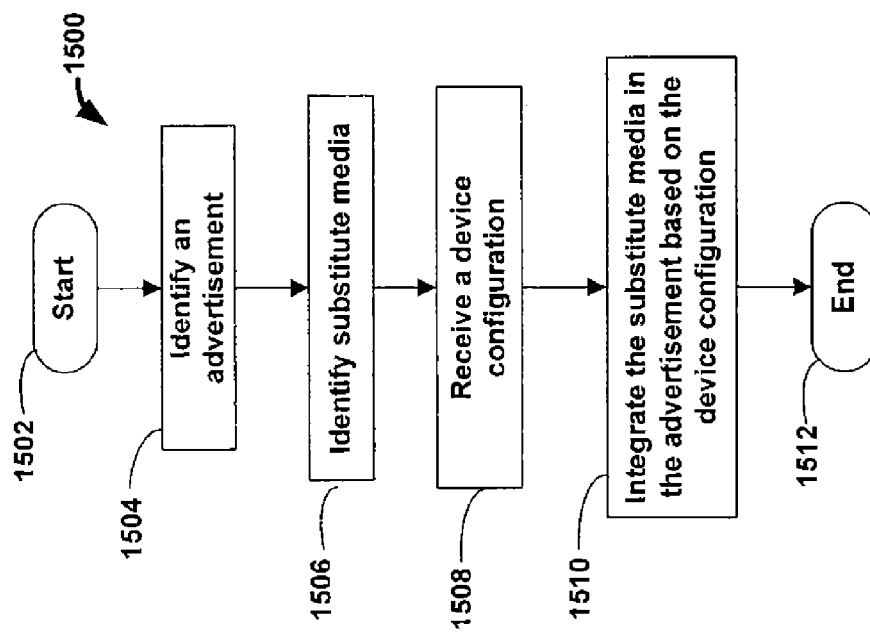 1500
1502
Start
1504
Identify an
advertisement
1506
Identify substitute media
1508
Receive a device
configuration
1510
Integrate the substitute media in
the advertisement based on the
device configuration
1512
End